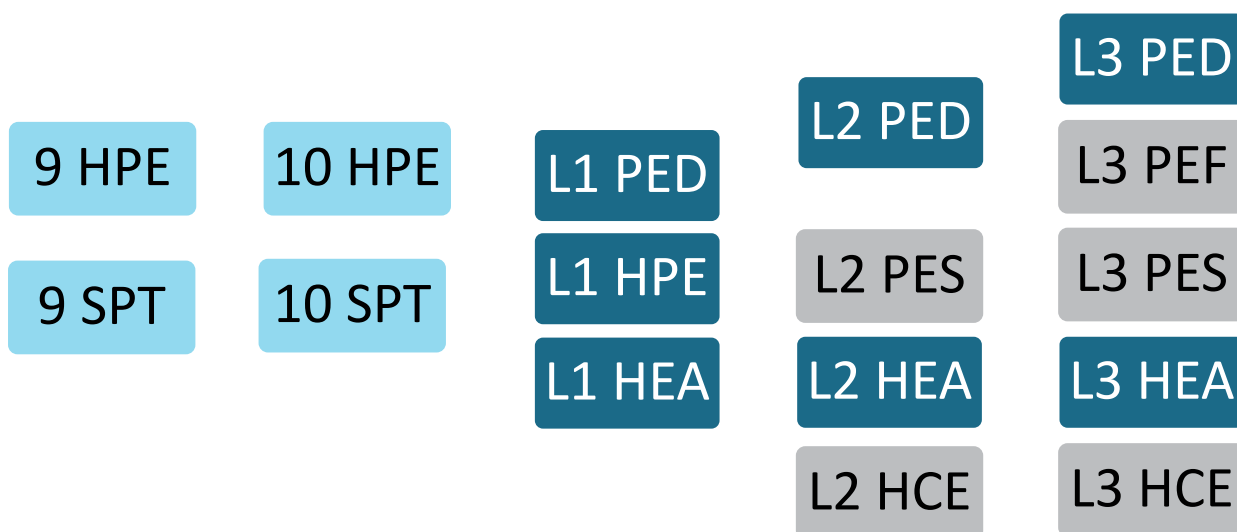 9 HPE
9 SPT
10 HPE
10 SPT
L1 PED
L1 HPE
L1 HEA
L2 PED
L2 PES
L2 HEA
L2 HCE
L3 PED
L3 PEF
L3 PES
L3 HEA
L3 HCE